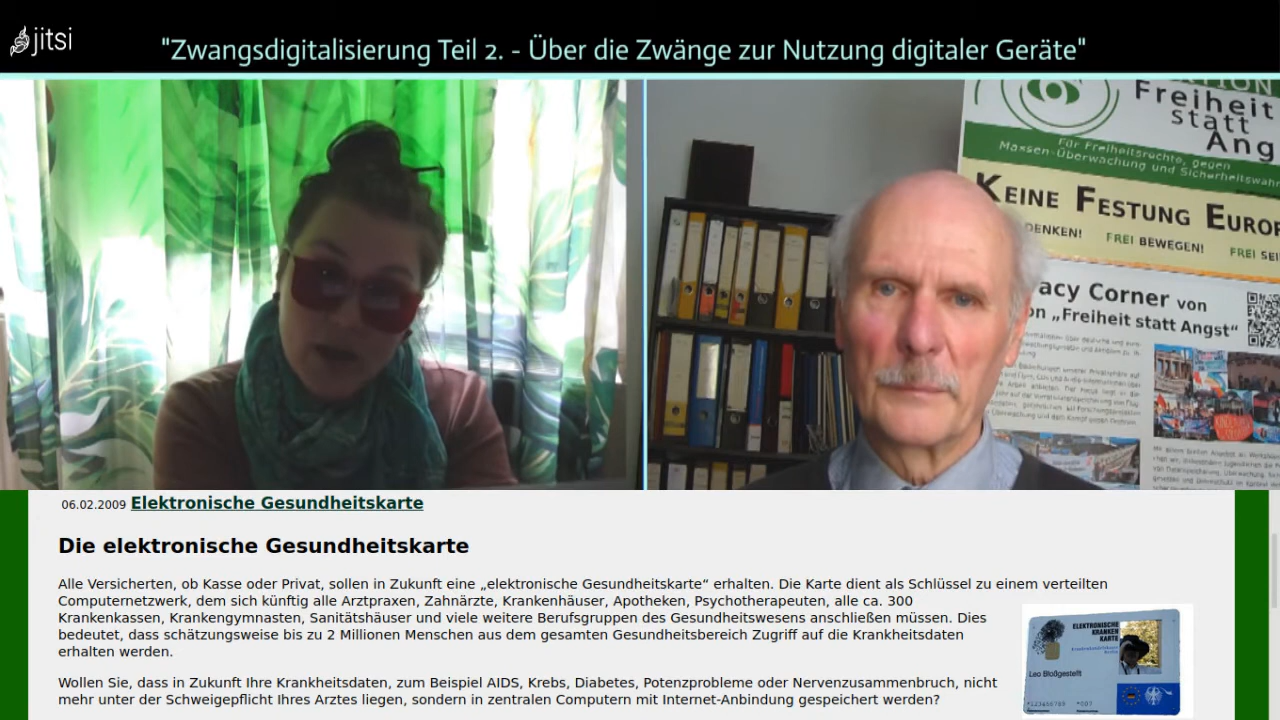 jitsi
"Zwangsdigitalisierung Teil 2. - Über die Zwänge zur Nutzung digitaler Geräte"
Freiheit
statt
Ang
Für Freiheitsrechte, gegen
Massen-Überwachung und Sicherheitswahn
KEINE FESTUNG EUROP
DENKEN! FREI BEWEGEN! FREI SEI
acy Corner von
on „Freiheit statt Angst“
06.02.2009 Elektronische Gesundheitskarte
Die elektronische Gesundheitskarte
Alle Versicherten, ob Kasse oder Privat, sollen in Zukunft eine „elektronische Gesundheitskarte“ erhalten. Die Karte dient als Schlüssel zu einem verteilten
Computernetzwerk, dem sich künftig alle Arztpraxen, Zahnärzte, Krankenhäuser, Apotheken, Psychotherapeuten, alle ca. 300
Krankenkassen, Krankengymnasten, Sanitätshäuser und viele weitere Berufsgruppen des Gesundheitswesens anschließen müssen. Dies
bedeutet, dass schätzungsweise bis zu 2 Millionen Menschen aus dem gesamten Gesundheitsbereich Zugriff auf die Krankheitsdaten
erhalten werden.
ELEKTRONISCHE
KRANKEN
KARTE
Leo Bloßgestellt
Wollen Sie, dass in Zukunft Ihre Krankheitsdaten, zum Beispiel AIDS, Krebs, Diabetes, Potenzprobleme oder Nervenzusammenbruch, nicht
mehr unter der Schweigepflicht Ihres Arztes liegen, sondern in zentralen Computern mit Internet-Anbindung gespeichert werden?